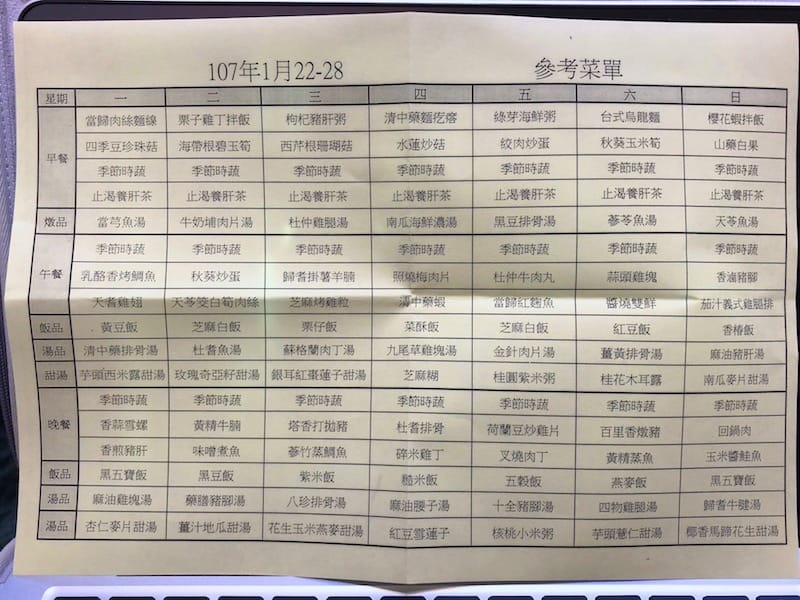 107年1月22-28 參考菜單
星期 一 二 三 四 五 六 日
早餐 當歸肉絲麵線 栗子雞丁拌飯 枸杞豬肝粥 清中藥麵疙瘩 綠芽海鮮粥 台式烏龍麵 櫻花蝦拌飯
四季豆珍珠菇 海帶根碧玉筍 西芹根珊瑚菇 水蓮炒菇 絞肉炒蛋 秋葵玉米筍 山藥白果
季節時蔬 季節時蔬 季節時蔬 季節時蔬 季節時蔬 季節時蔬 季節時蔬
止渴養肝茶 止渴養肝茶 止渴養肝茶 止渴養肝茶 止渴養肝茶 止渴養肝茶 止渴養肝茶
燉品 當芎魚湯 牛奶埔肉片湯 杜仲雞腿湯 南瓜海鮮濃湯 黑豆排骨湯 蔘苓魚湯 天苓魚湯
午餐 季節時蔬 季節時蔬 季節時蔬 季節時蔬 季節時蔬 季節時蔬 季節時蔬
乳酪香烤鯛魚 秋葵炒蛋 歸耆掛薯羊腩 照燒梅肉片 杜仲牛肉丸 蒜頭雞塊 香滷豬腳
天耆雞翅 天苓筊白筍肉絲 芝麻烤雞粒 清中藥蝦 當歸紅麴魚 醬燒雙鮮 茄汁義式雞腿排
飯品 黃豆飯 芝麻白飯 栗仔飯 菜酥飯 芝麻白飯 紅豆飯 香椿飯
湯品 清中藥排骨湯 杜耆魚湯 蘇格蘭肉丁湯 九尾草雞塊湯 金針肉片湯 薑黃排骨湯 麻油豬肝湯
甜湯 芋頭西米露甜湯 玫瑰奇亞籽甜湯 銀耳紅棗蓮子甜湯 芝麻糊 桂圓紫米粥 桂花木耳露 南瓜麥片甜湯
晚餐 季節時蔬 季節時蔬 季節時蔬 季節時蔬 季節時蔬 季節時蔬 季節時蔬
香蒜雪螺 黃精牛腩 塔香打拋豬 杜耆排骨 荷蘭豆炒雞片 百里香燉豬 回鍋肉
香煎豬肝 味噌煮魚 蔘竹蒸鯛魚 碎米雞丁 叉燒肉丁 黃精蒸魚 玉米醬鮭魚
飯品 黑五寶飯 黑豆飯 紫米飯 糙米飯 五穀飯 燕麥飯 黑五寶飯
湯品 麻油雞塊湯 藥膳豬腳湯 八珍排骨湯 麻油腰子湯 十全豬腳湯 四物雞腿湯 歸耆牛腱湯
湯品 杏仁麥片甜湯 薑汁地瓜甜湯 花生玉米燕麥甜湯 紅豆雪蓮子 核桃小米粥 芋頭薏仁甜湯 椰香馬蹄花生甜湯